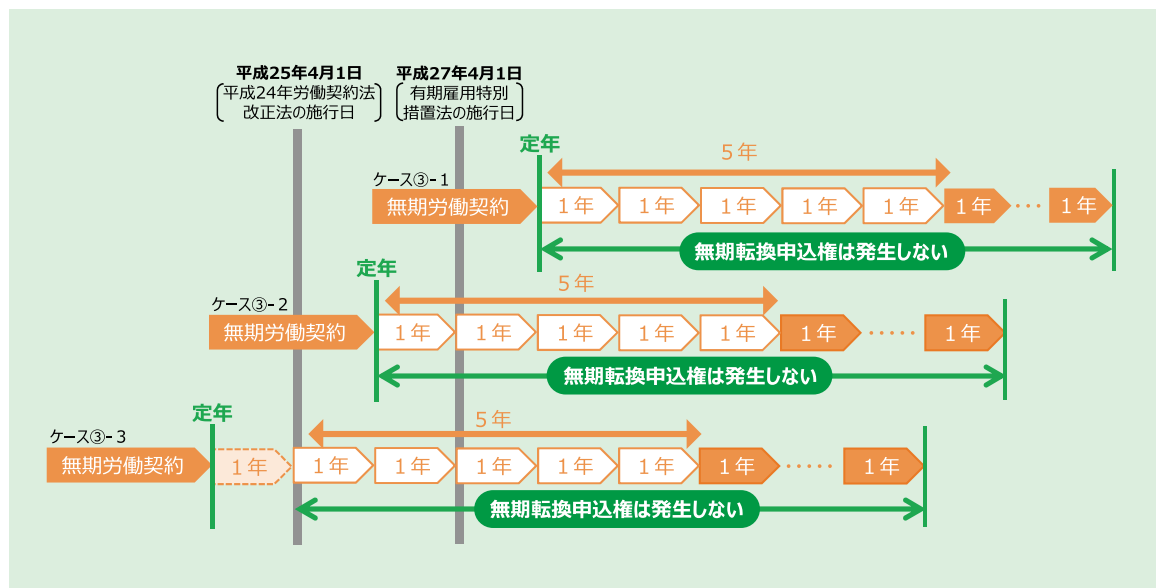 平成25年4月1日
平成24年労働契約法
改正法の施行日
平成27年4月1日
有期雇用特別
措置法の施行日
定年
5年
ケース③-1
無期労働契約
1年
1年
1年
1年
1年
1年
・・・
1年
無期転換申込権は発生しない
定年
5年
ケース③-2
無期労働契約
1年
1年
1年
1年
1年
1年
・・・・・
1年
無期転換申込権は発生しない
定年
5年
ケース③-3
無期労働契約
1年
1年
1年
1年
1年
1年
1年
・・・・・
1年
無期転換申込権は発生しない